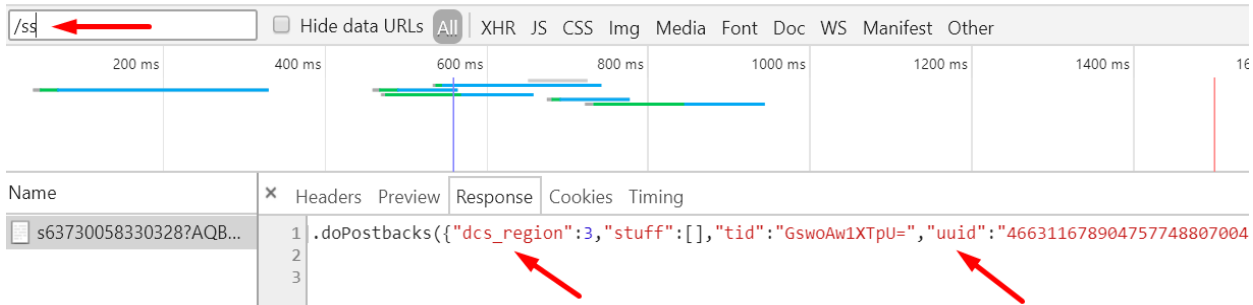 /ss Hide data URLs All XHR JS CSS Img Media Font Doc WS Manifest Other
200 ms 400 ms 600 ms 800 ms 1000 ms 1200 ms 1400 ms 16
Name × Headers Preview Response Cookies Timing
s63730058330328?AQB... 1 .doPostbacks({"dcs_region":3,"stuff":[],"tid":"GswoAw1XTpU=","uuid":"466311678904757748807004
2
3